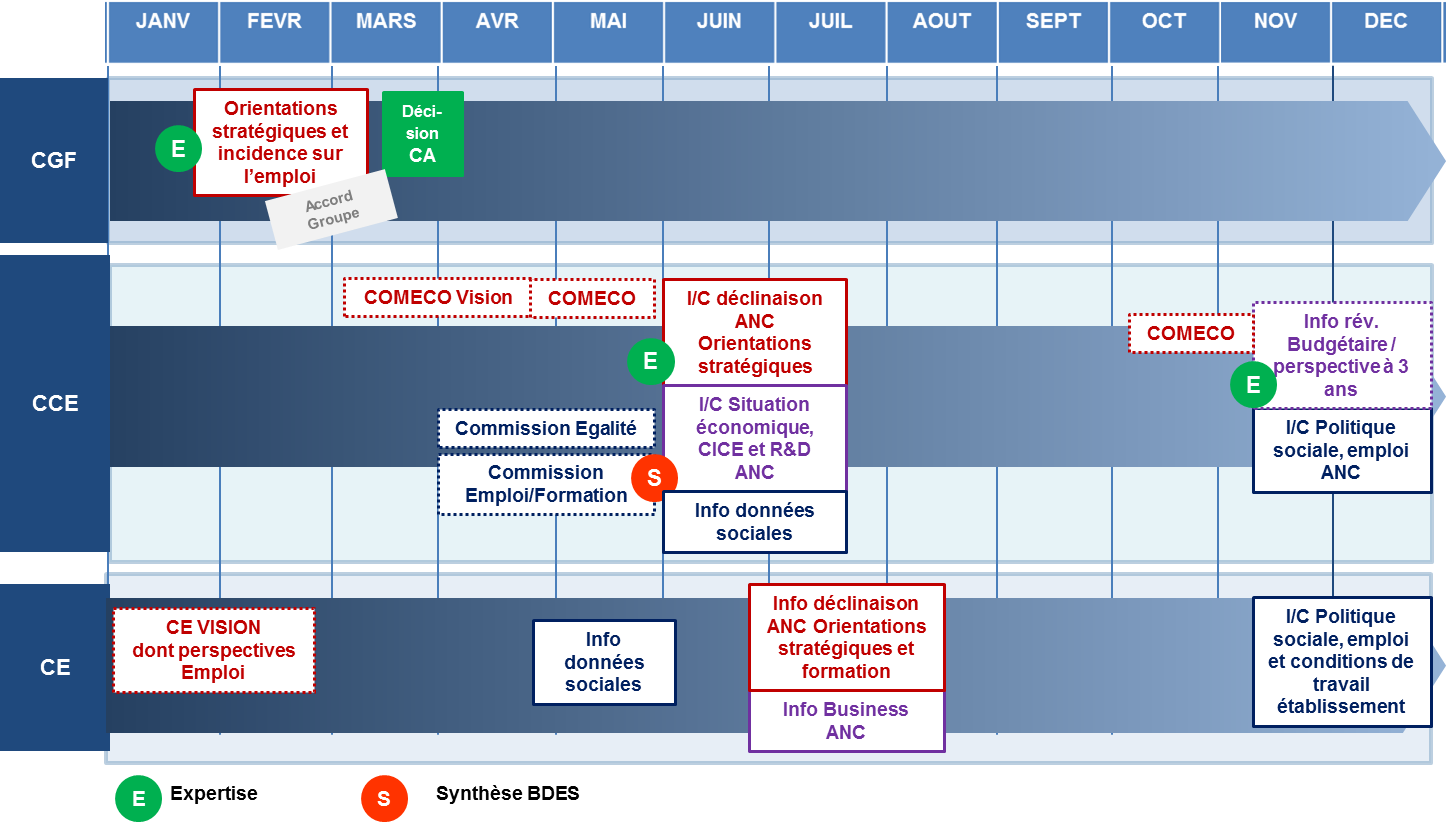 JANV FEVR MARS AVR MAI JUIN JUIL AOUT SEPT OCT NOV DEC
CGF
E
Orientations
stratégiques et
incidence sur
l'emploi
Déci-
sion
CA
Accord
Groupe
CCE
COMECO Vision
COMECO
I/C déclinaison
ANC
Orientations
stratégiques
E
I/C Situation
économique,
CICE et R&D
ANC
Commission Egalité
Commission
Emploi/Formation
S
Info données
sociales
COMECO
Info rév.
Budgétaire /
perspective à 3
ans
E
I/C Politique
sociale, emploi
ANC
CE
CE VISION
dont perspectives
Emploi
Info
données
sociales
Info déclinaison
ANC Orientations
stratégiques et
formation
Info Business
ANC
I/C Politique
sociale, emploi
et conditions de
travail
établissement
E Expertise
S Synthèse BDES